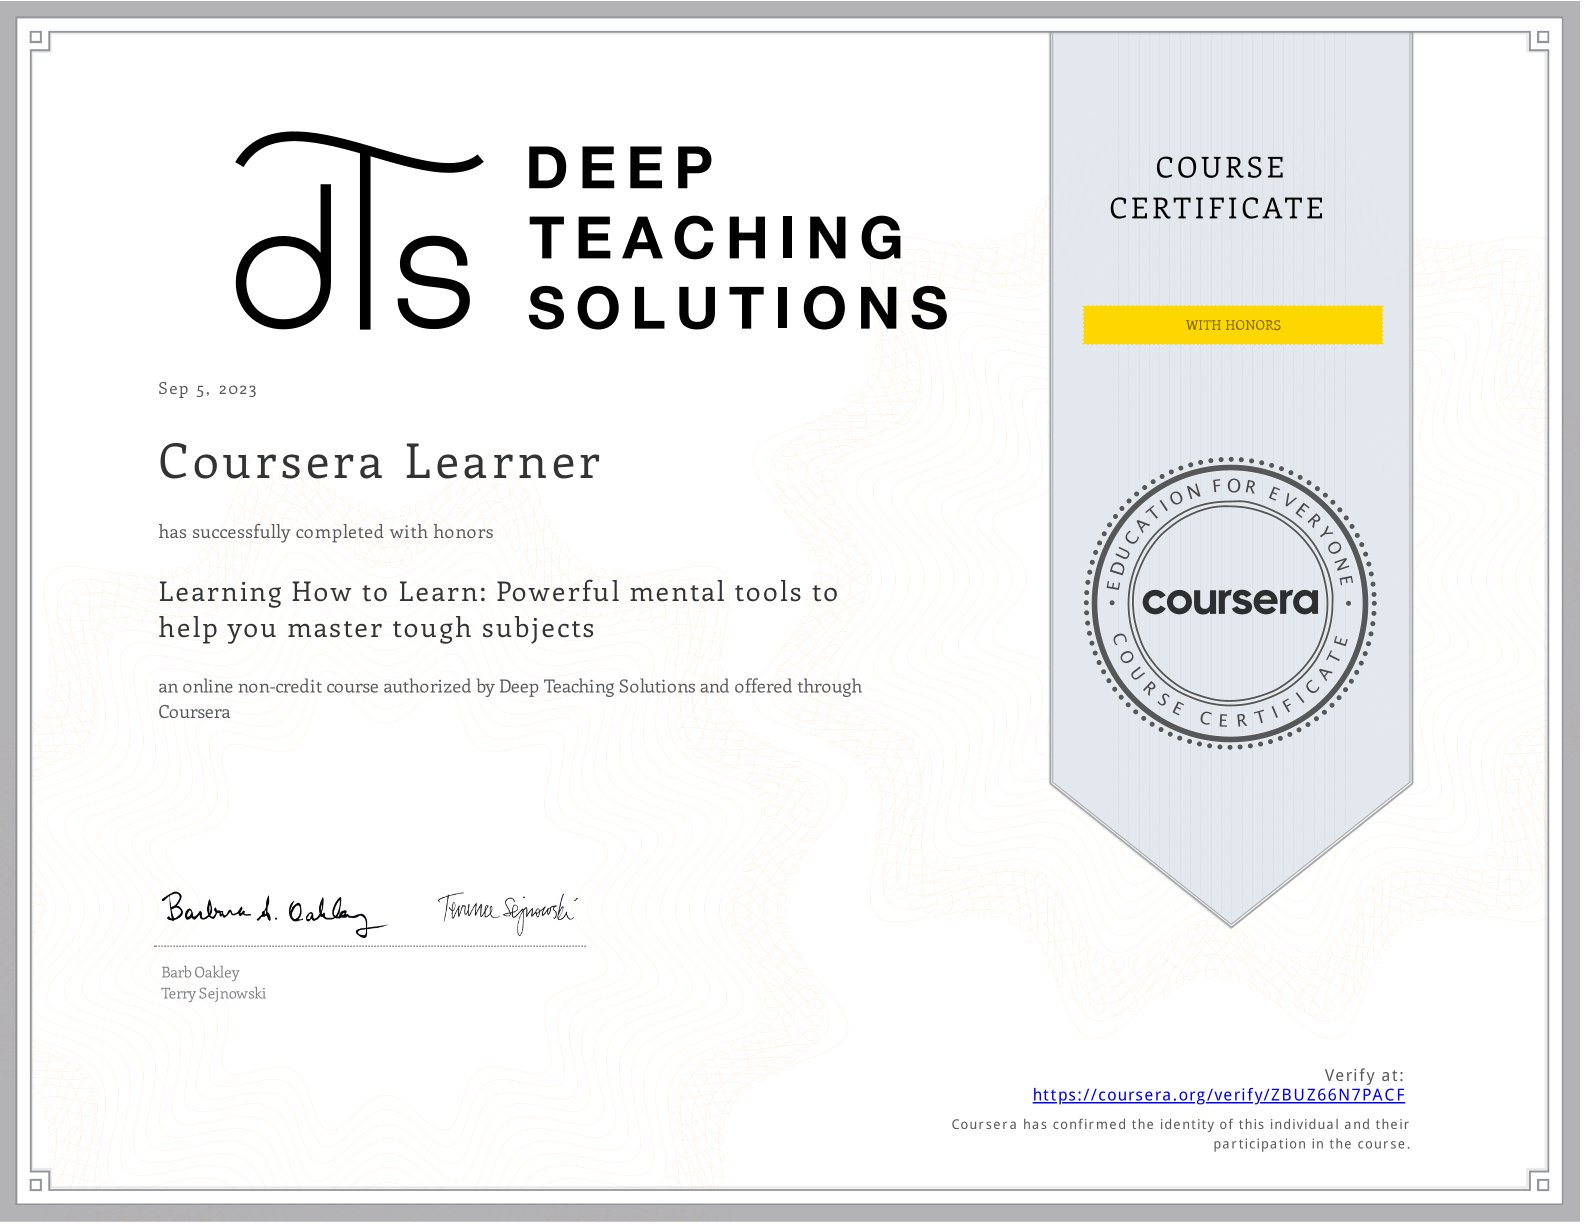 dTs
DEEP
TEACHING
SOLUTIONS
COURSE
CERTIFICATE
WITH HONORS
Sep 5, 2023
Coursera Learner
has successfully completed with honors
Learning How to Learn: Powerful mental tools to
help you master tough subjects
an online non-credit course authorized by Deep Teaching Solutions and offered through
Coursera
EDUCATION FOR EVERYONE
coursera
COURSE CERTIFICATE
Barbara A. Oakley
Terrence Sejnowski
Barb Oakley
Terry Sejnowski
Verify at:
https://coursera.org/verify/ZBUZ66N7PACF
Coursera has confirmed the identity of this individual and their
participation in the course.